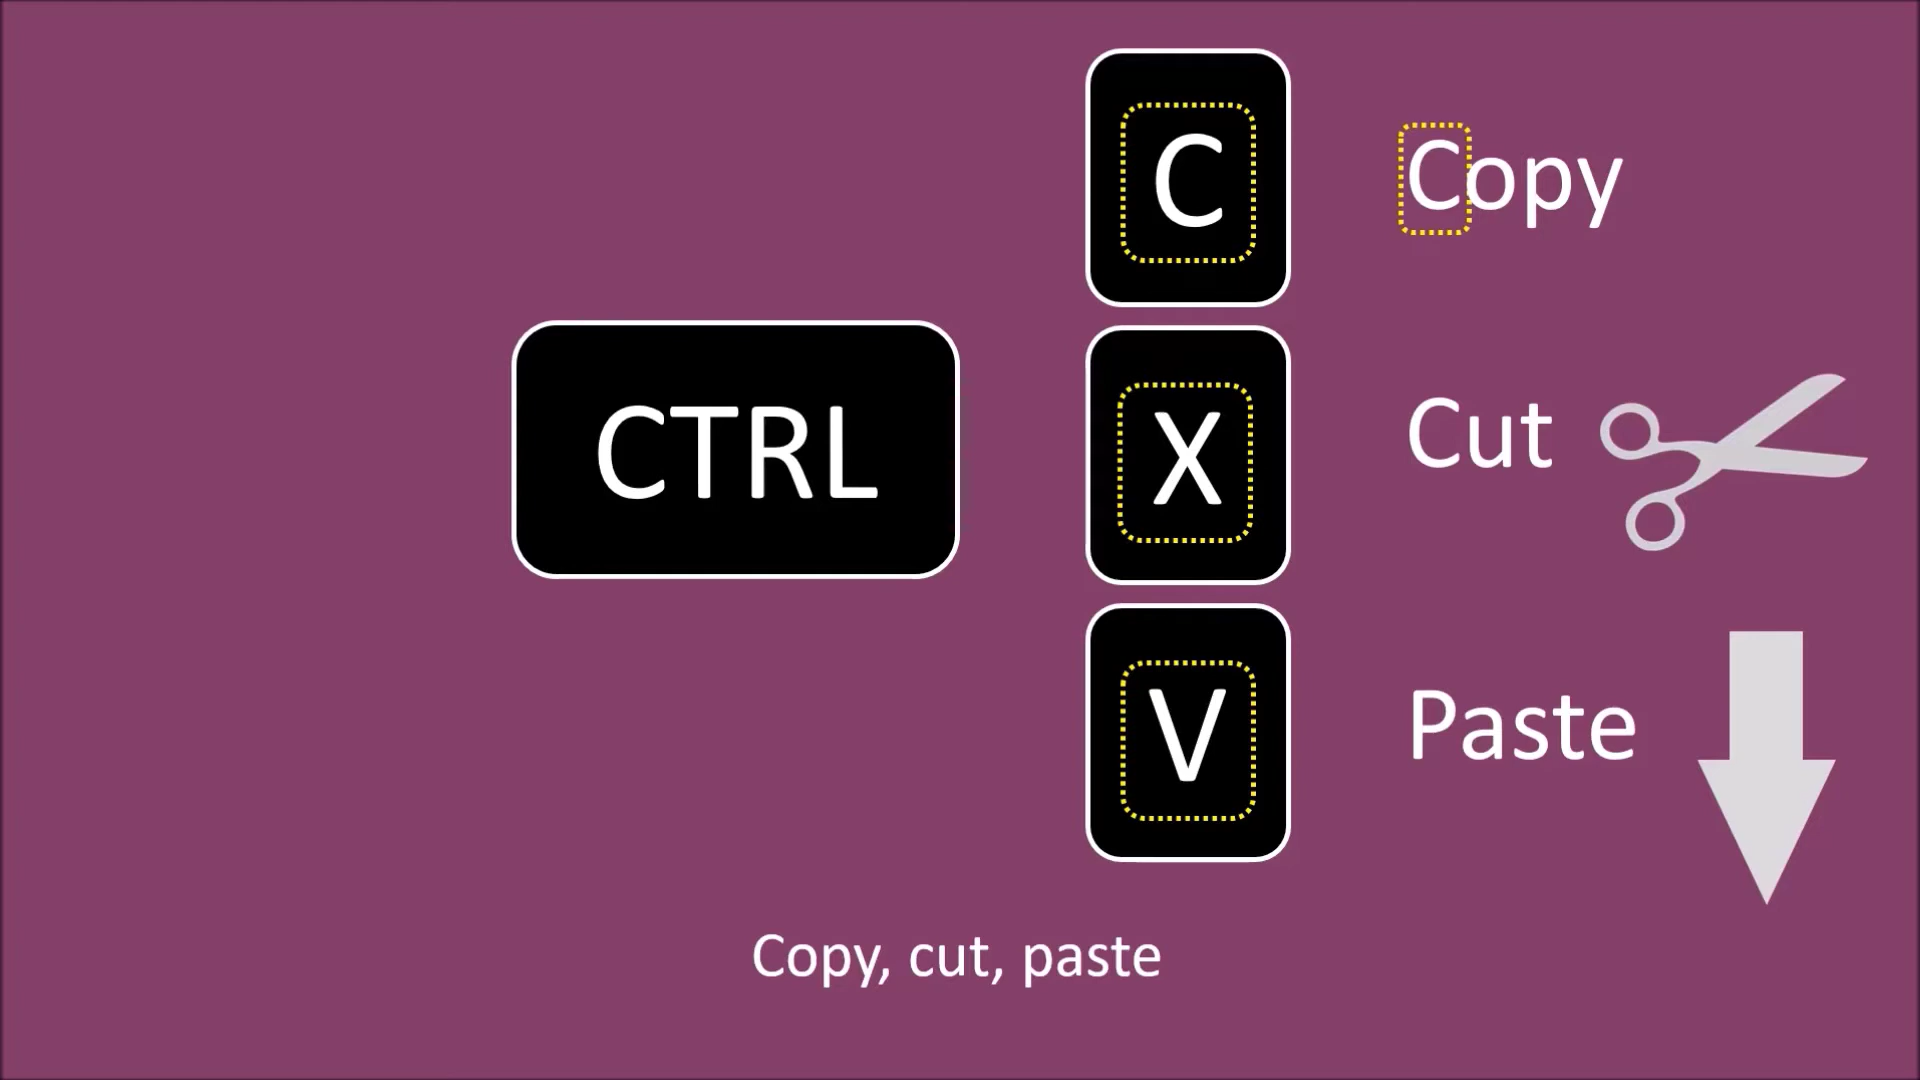 C Copy
CTRL
X Cut
V Paste
Copy, cut, paste